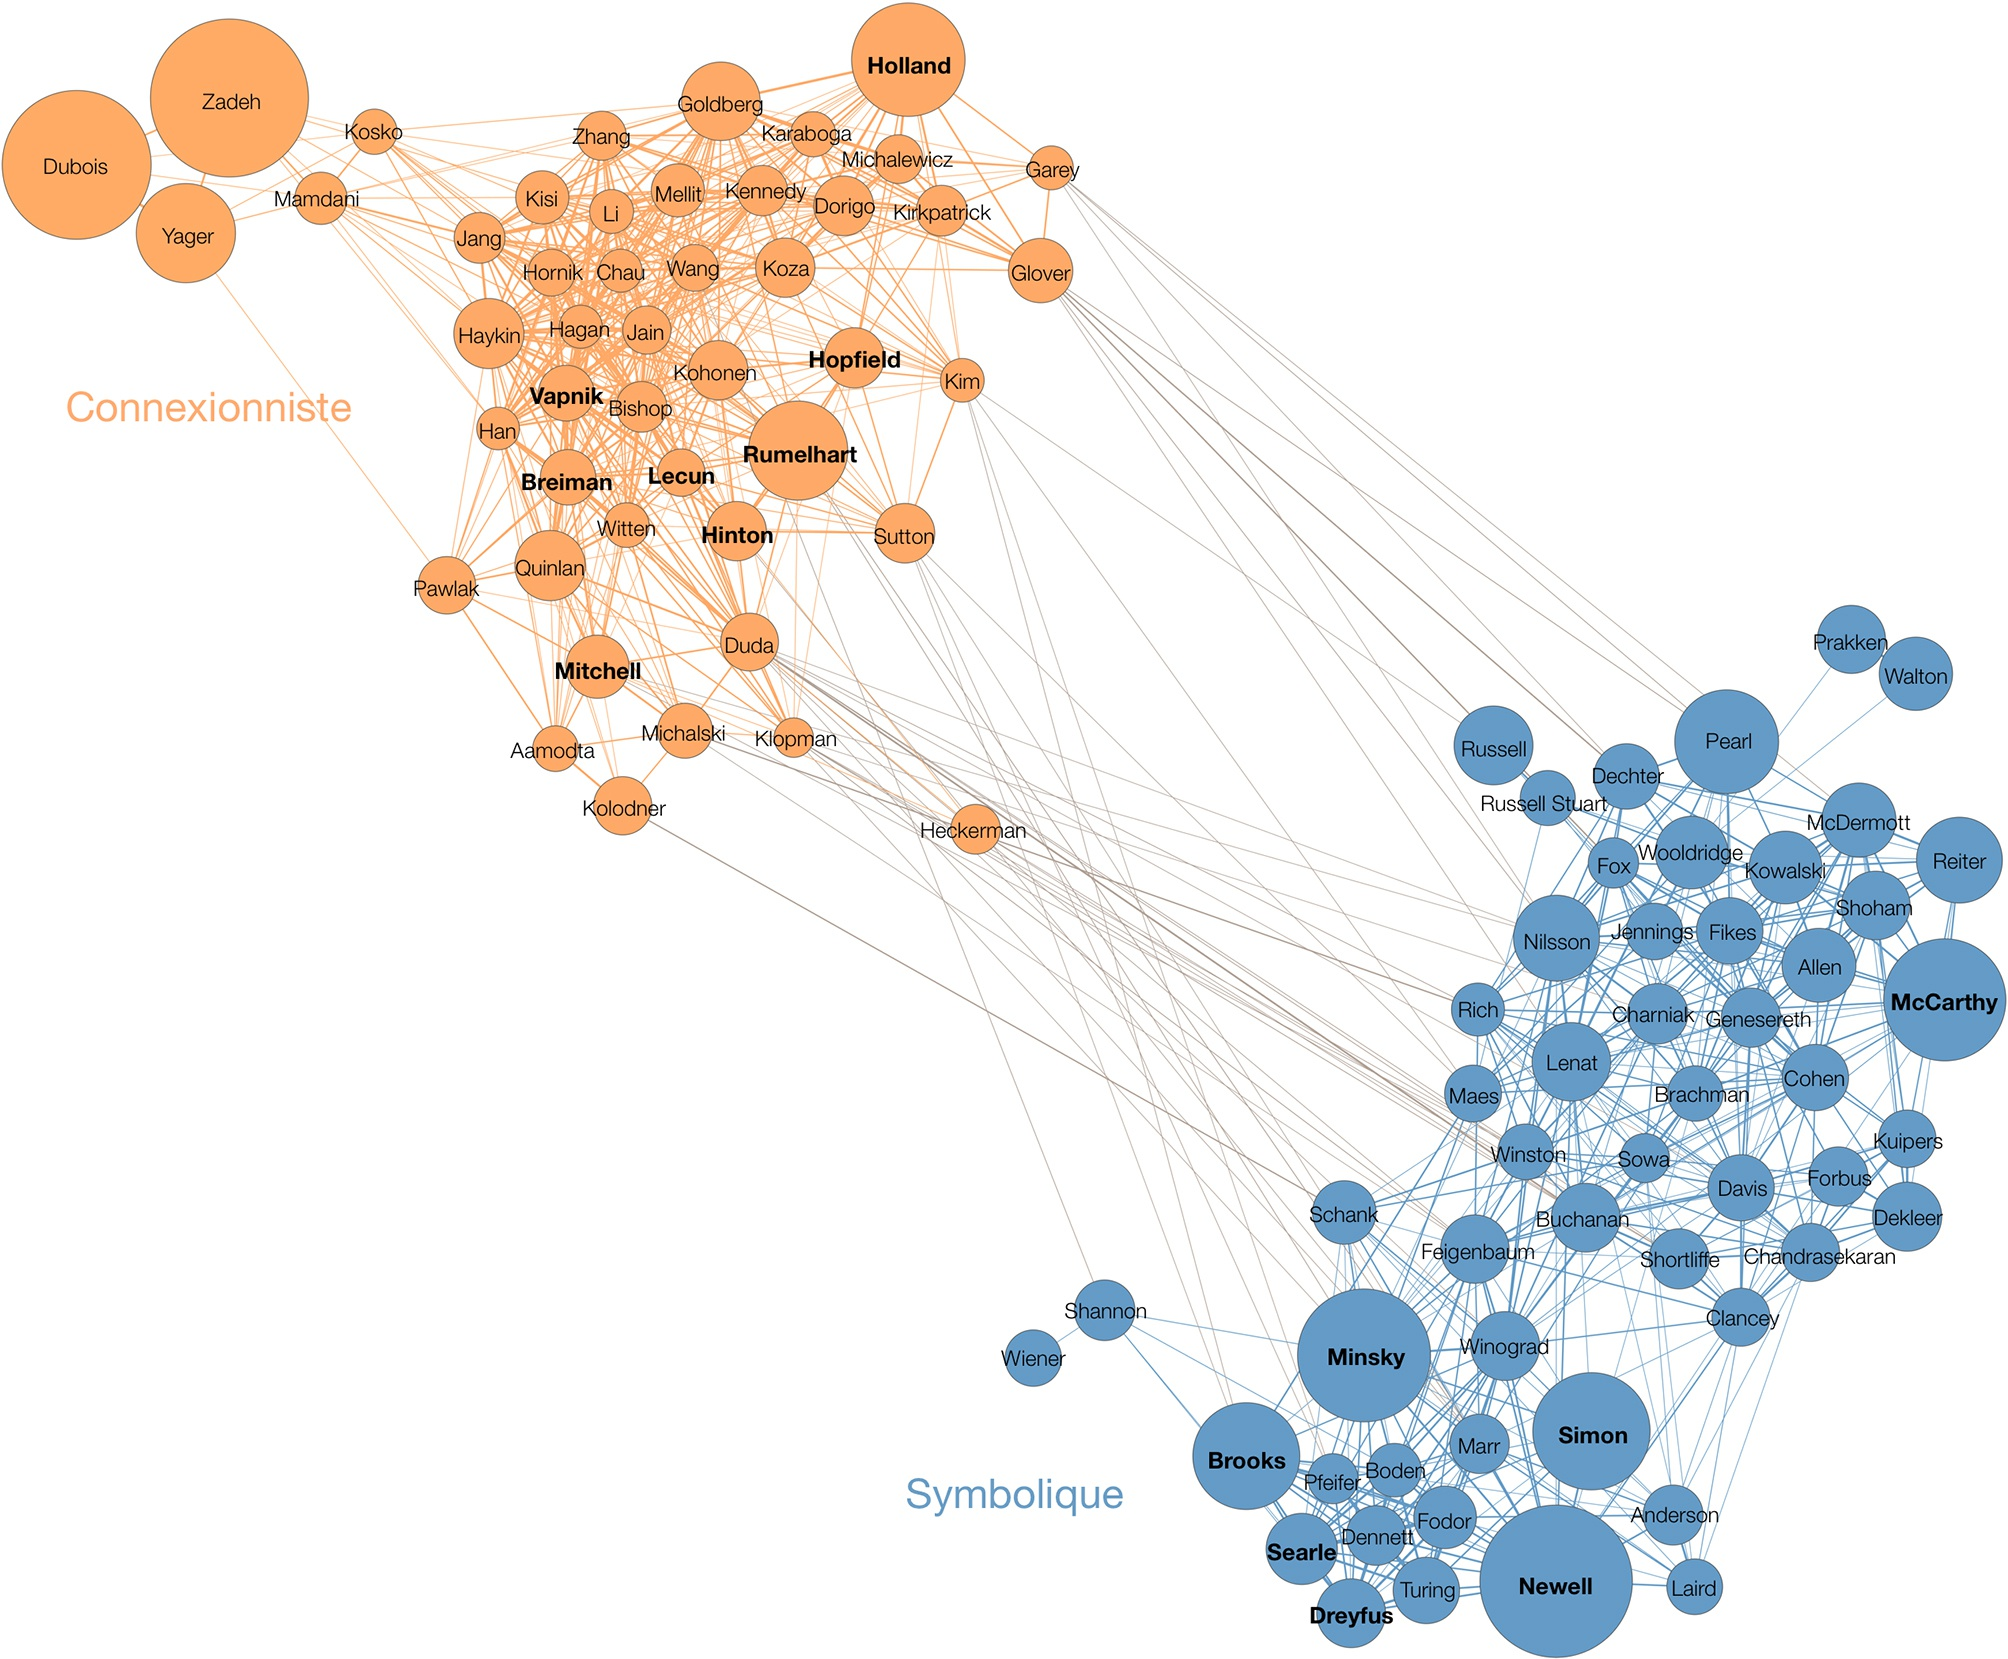 Holland
Zadeh
Goldberg
Kosko
Zhang
Karaboga
Michalewicz
Dubois
Garey
Mamdani
Kisi
Li
Mellit
Kennedy
Dorigo
Kirkpatrick
Yager
Jang
Hornik
Chau
Wang
Koza
Glover
Haykin
Hagan
Jain
Hopfield
Kohonen
Kim
Vapnik
Bishop
Connexionniste
Han
Rumelhart
Breiman
Lecun
Witten
Hinton
Sutton
Quinlan
Pawlak
Duda
Mitchell
Prakken
Walton
Michalski
Klopman
Aamodta
Russell
Pearl
Dechter
Kolodner
Russell Stuart
Heckerman
McDermott
Wooldridge
Fox
Kowalski
Reiter
Shoham
Nilsson
Jennings
Fikes
Allen
McCarthy
Rich
Charniak
Genesereth
Lenat
Cohen
Maes
Brachman
Kuipers
Winston
Sowa
Forbus
Davis
Schank
Buchanan
Dekleer
Feigenbaum
Shortliffe
Chandrasekaran
Shannon
Clancey
Wiener
Minsky
Winograd
Simon
Brooks
Marr
Pfeifer
Boden
Symbolique
Anderson
Fodor
Dennett
Searle
Newell
Turing
Laird
Dreyfus